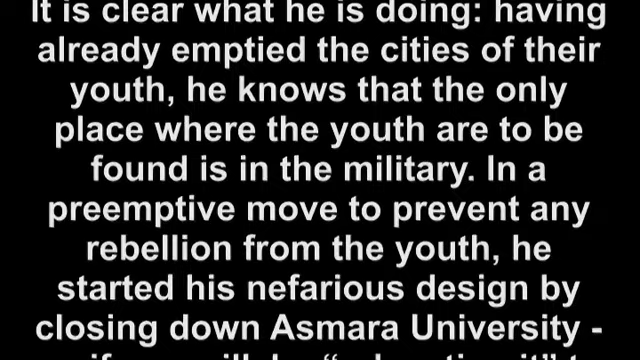 It is clear what he is doing: having
already emptied the cities of their
youth, he knows that the only
place where the youth are to be
found is in the military. In a
preemptive move to prevent any
rebellion from the youth, he
started his nefarious design by
closing down Asmara University -